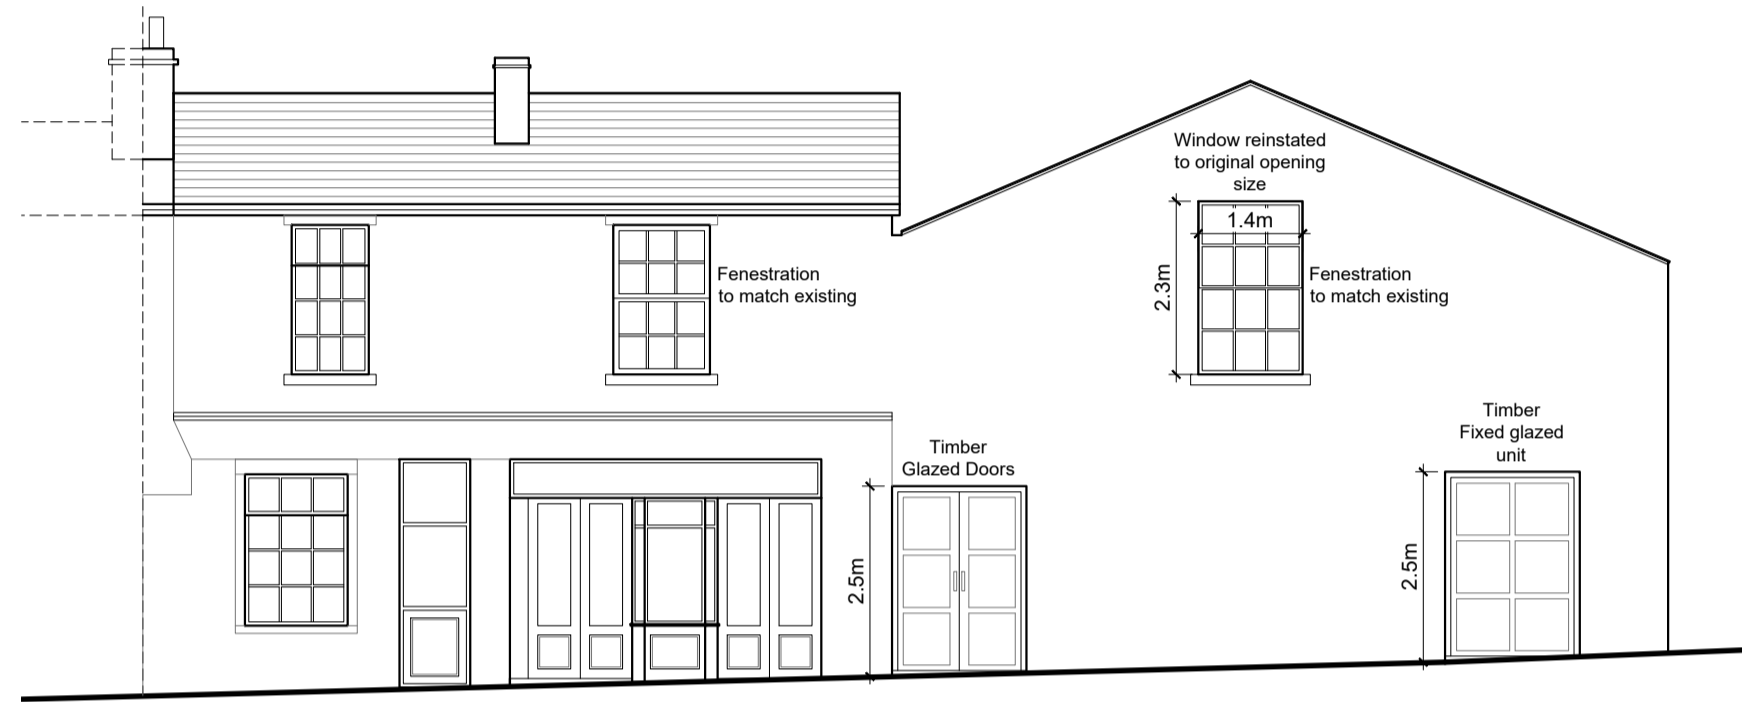 Window reinstated
to original opening
size
1.4m
2.3m
Fenestration
to match existing
Fenestration
to match existing
Timber
Glazed Doors
2.5m
Timber
Fixed glazed
unit
2.5m